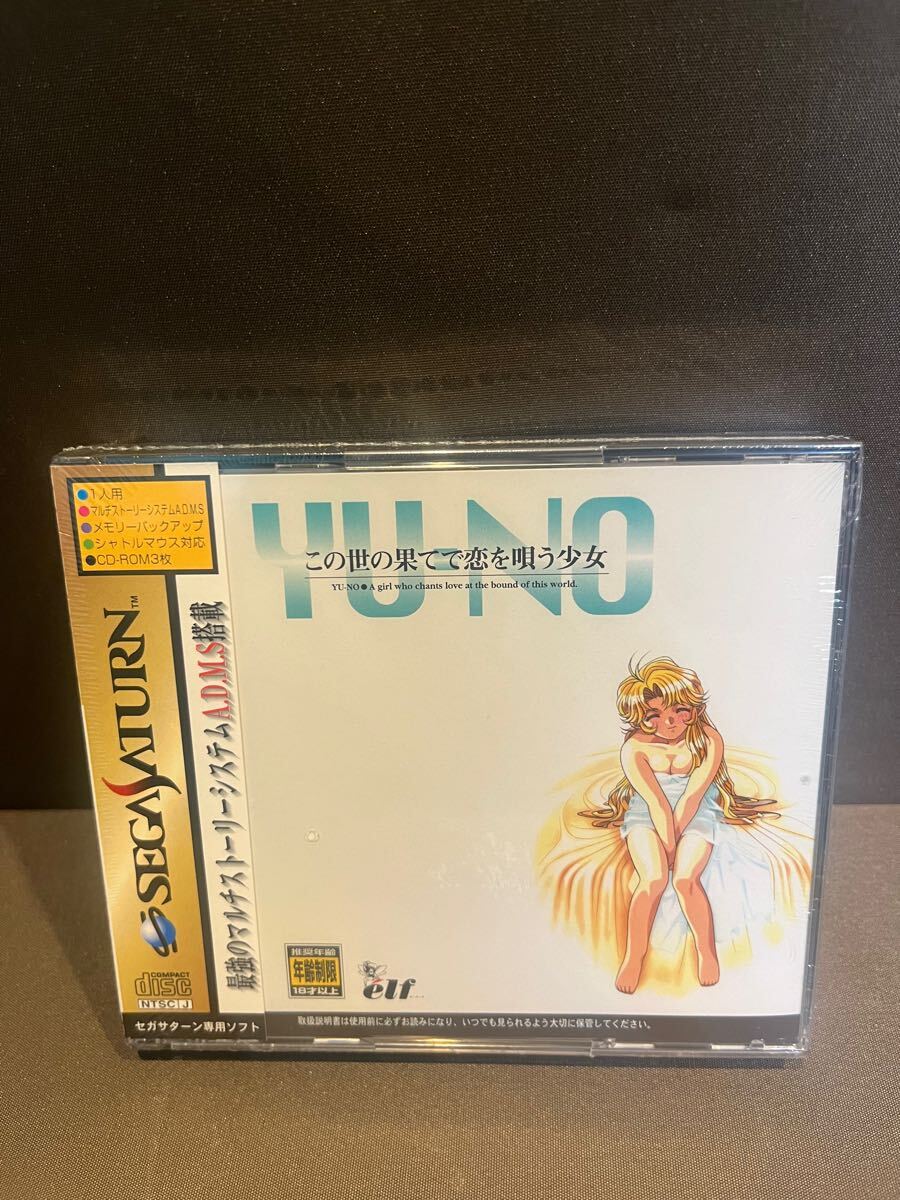 ●1人用
●マルチストーリーシステムA.D.M.S
●メモリーバックアップ
●シャトルマウス対応
●CD-ROM3枚
SEGA SATURN™
COMPACT
disc
NTSC J
セガサターン専用ソフト
最強のマルチストーリーシステムA.D.M.S搭載
YU-NO
この世の果てで恋を唄う少女
YU-NO●A girl who chants love at the bound of this world.
推奨年齢
年齢制限
18才以上
elf
取扱説明書は使用前に必ずお読みになり、いつでも見られるよう大切に保管してください。